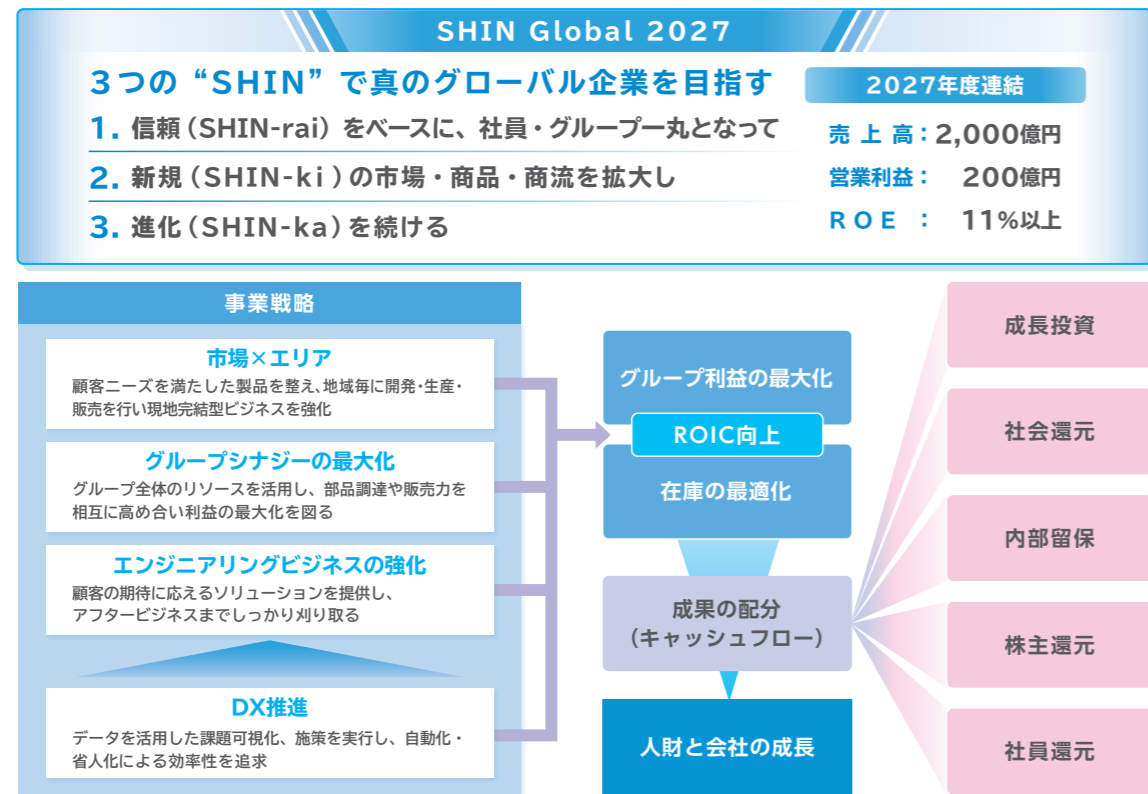 SHIN Global 2027
3つの“SHIN”で真のグローバル企業を目指す
1. 信頼(SHIN-rai)をベースに、社員・グループ一丸となって
2. 新規(SHIN-ki)の市場・商品・商流を拡大し
3. 進化(SHIN-ka)を続ける
2027年度連結
売上高：2,000億円
営業利益：200億円
ROE：11%以上
事業戦略
市場×エリア
顧客ニーズを満たした製品を整え、地域毎に開発・生産・
販売を行い現地完結型ビジネスを強化
グループシナジーの最大化
グループ全体のリソースを活用し、部品調達や販売力を
相互に高め合い利益の最大化を図る
エンジニアリングビジネスの強化
顧客の期待に応えるソリューションを提供し、
アフタービジネスまでしっかり刈り取る
DX推進
データを活用した課題可視化、施策を実行し、自動化・
省人化による効率性を追求
グループ利益の最大化
ROIC向上
在庫の最適化
成果の配分
(キャッシュフロー)
人財と会社の成長
成長投資
社会還元
内部留保
株主還元
社員還元